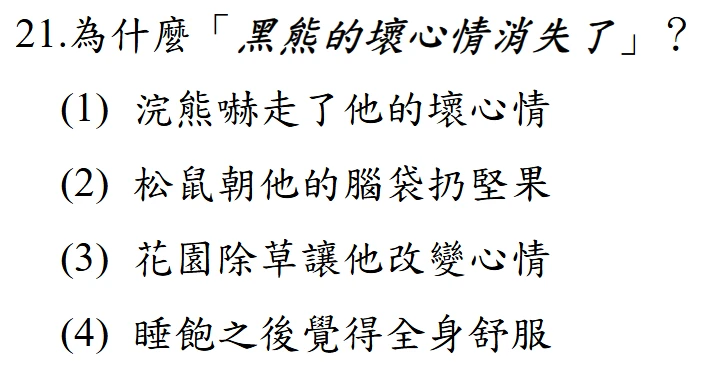 21.為什麼「黑熊的壞心情消失了」？
(1) 浣熊嚇走了他的壞心情
(2) 松鼠朝他的腦袋扔堅果
(3) 花園除草讓他改變心情
(4) 睡飽之後覺得全身舒服